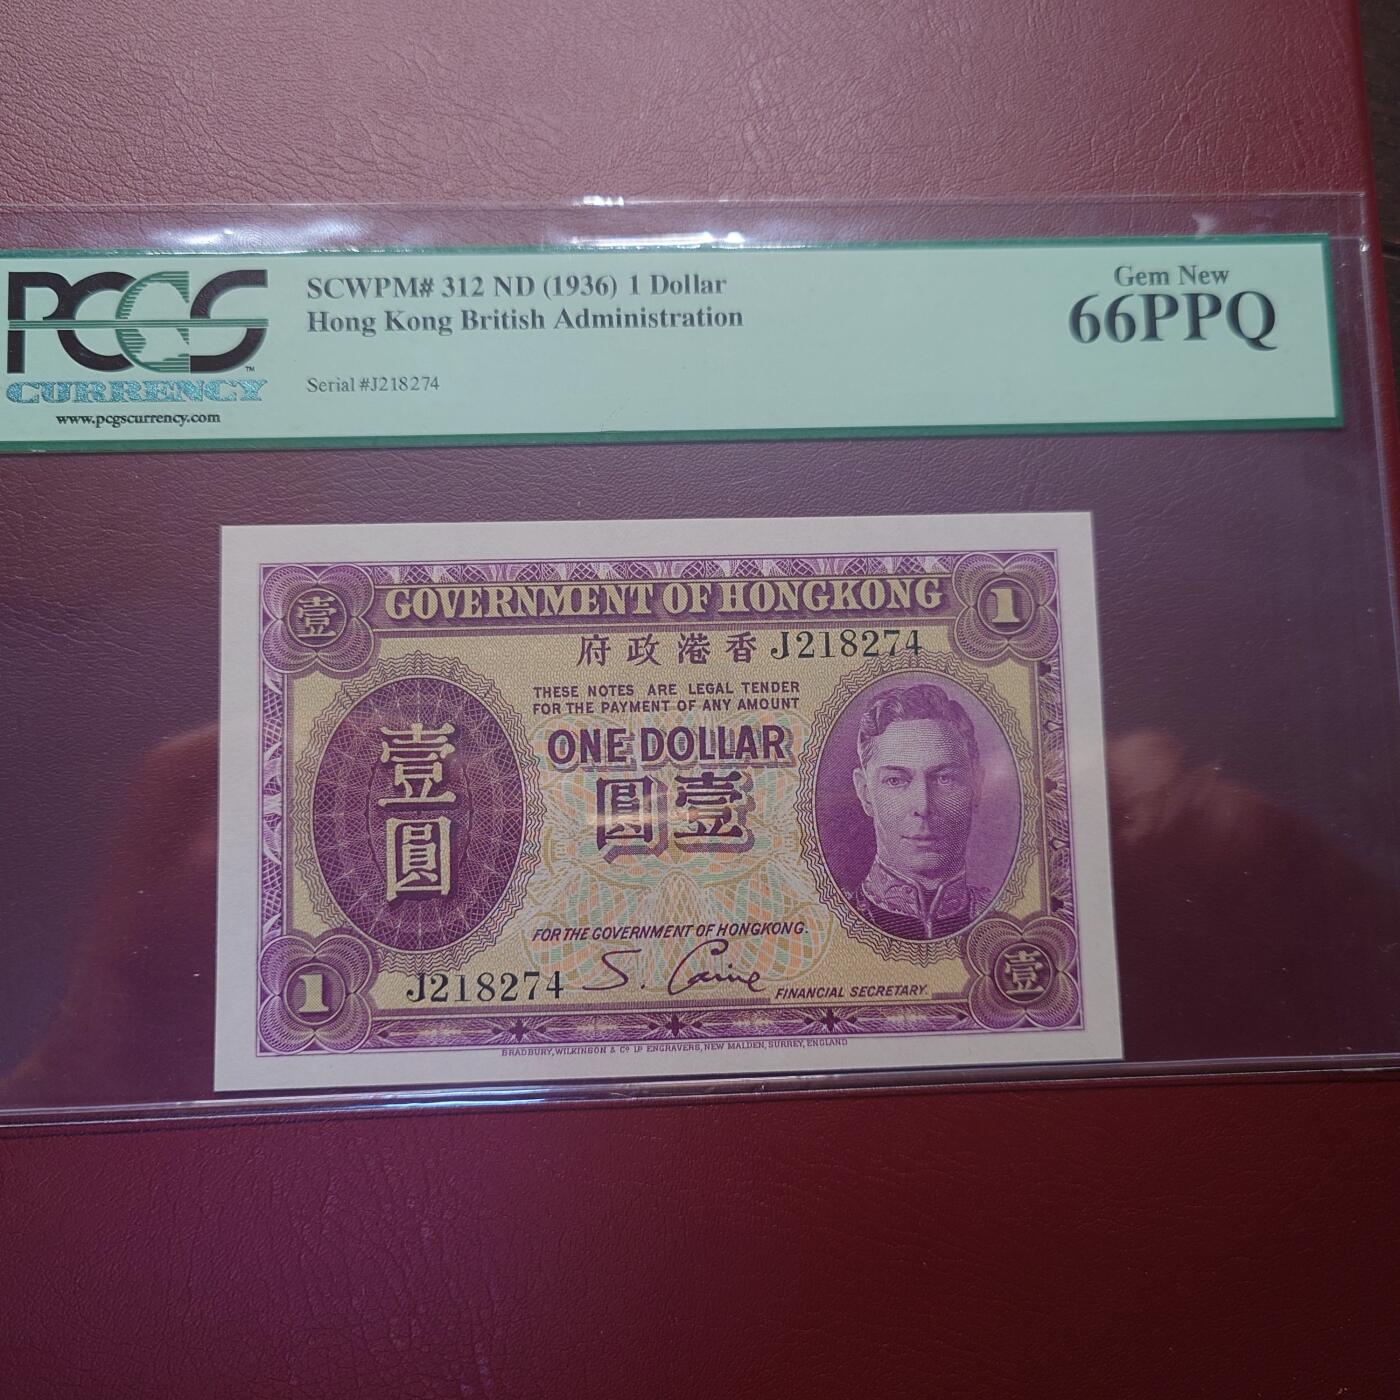 PCGS
CURRENCY
www.pcgscurrency.com
SCWPM# 312 ND (1936) 1 Dollar
Hong Kong British Administration
Serial #J218274
Gem New
66PPQ
TM
壹
GOVERNMENT OF HONGKONG
1
府政港香 J218274
THESE NOTES ARE LEGAL TENDER
FOR THE PAYMENT OF ANY AMOUNT
ONE DOLLAR
圓壹
壹
圓
FOR THE GOVERNMENT OF HONGKONG.
J218274
S. Caine
FINANCIAL SECRETARY.
1
壹
BRADBURY, WILKINSON & Cº Lᴰ ENGRAVERS, NEW MALDEN, SURREY, ENGLAND